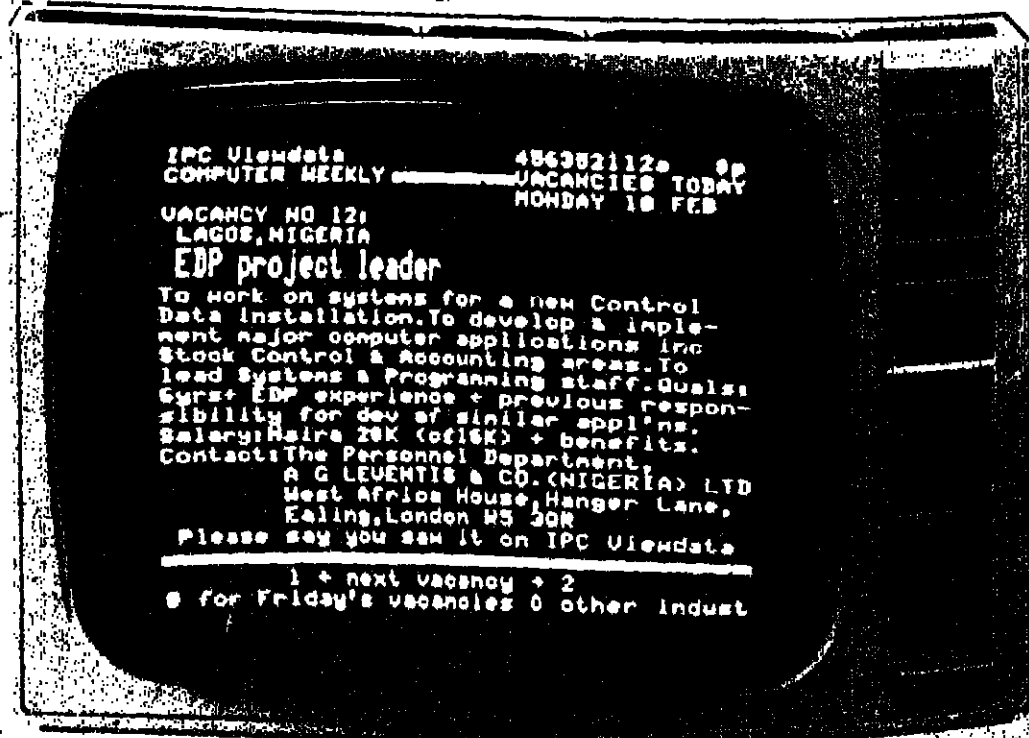 IPC Viewdata 456352112a 0p
COMPUTER WEEKLY VACANCIES TODAY
MONDAY 18 FEB
VACANCY NO 12:
LAGOS,NIGERIA
EDP project leader
To work on systems for a new Control
Data Installation.To develop & imple-
ment major computer applications inc
Stock Control & Accounting areas.To
lead Systems & Programming staff.Quals:
6yrs+ EDP experience + previous respon-
sibility for dev of similar appl'ns.
Salary:Naira 20K (of16K) + benefits.
Contact:The Personnel Department,
A G LEVENTIS & CO.(NIGERIA) LTD
West Africa House,Hanger Lane,
Ealing,London W5 3QR
Please say you saw it on IPC Viewdata
1 + next vacancy + 2
# for Friday's vacancies 0 other indust